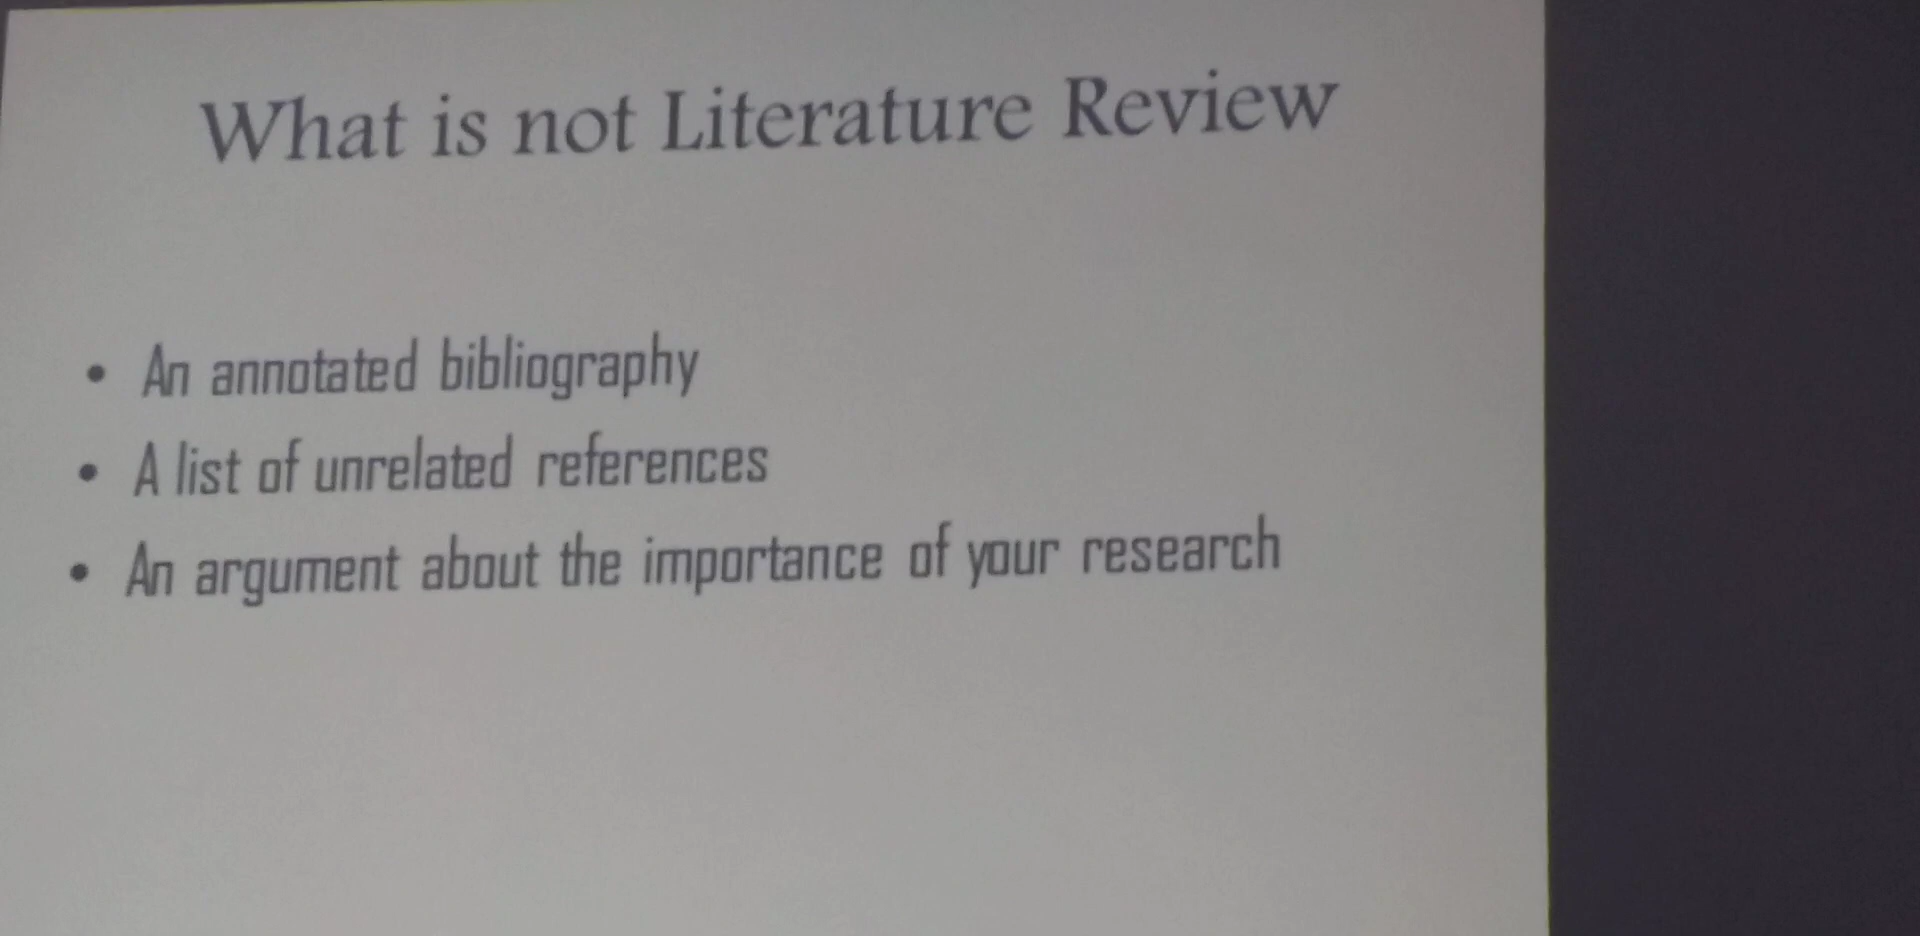 What is not Literature Review
• An annotated bibliography
• A list of unrelated references
• An argument about the importance of your research